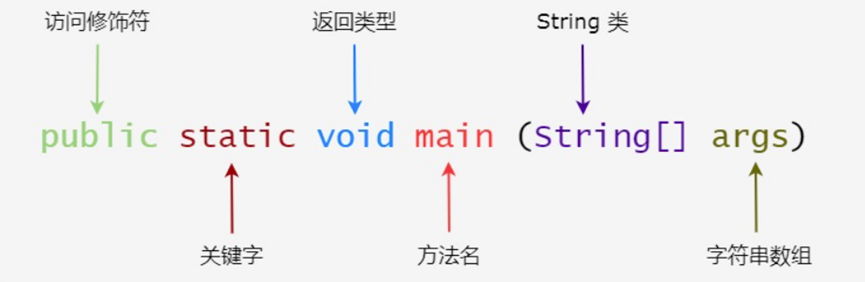 访问修饰符 返回类型 String 类
public static void main (String[] args)
关键字 方法名 字符串数组